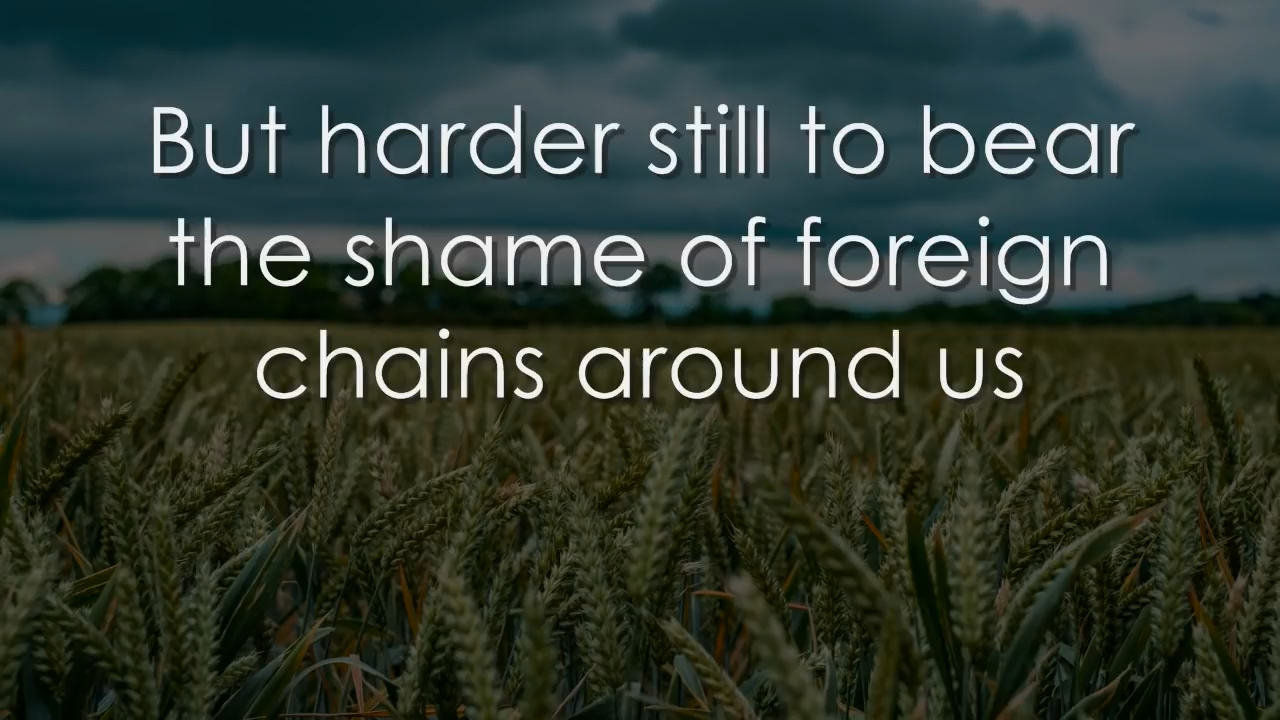 But harder still to bear
the shame of foreign
chains around us